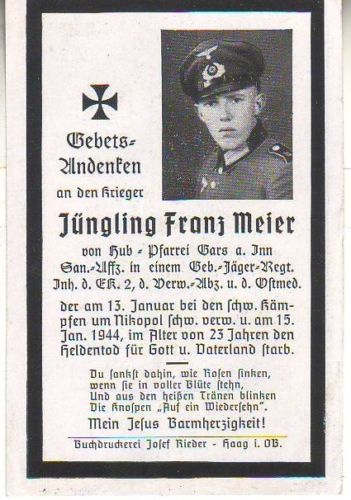 Gebets-
Andenken
an den Krieger
Jüngling Franz Meier
von Hub - Pfarrei Gars a. Inn
San.-Uffz. in einem Geb.-Jäger-Regt.
Inh. d. EK. 2, d. Verw.-Abz. u. d. Ostmed.
der am 13. Januar bei den schw. Käm-
pfen um Nikopol schw. verw. u. am 15.
Jan. 1944, im Alter von 23 Jahren den
Heldentod für Gott u. Vaterland starb.
Du sankst dahin, wie Rosen sinken,
wenn sie in voller Blüte stehn,
Und aus den heißen Tränen blinken
Die Knospen „Auf ein Wiedersehn“.
Mein Jesus Barmherzigkeit!
Buchdruckerei Josef Rieder - Haag i. OB.